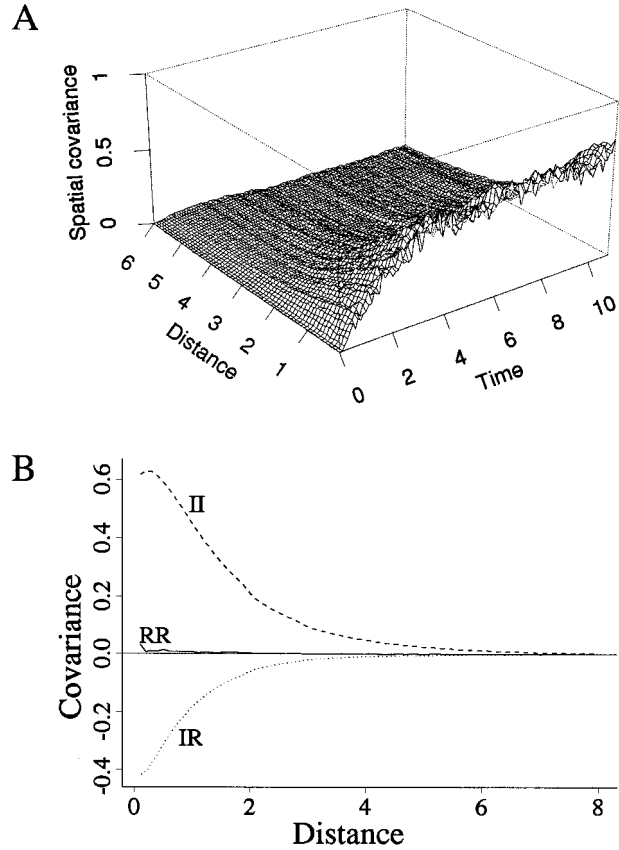 A
Spatial covariance
0 0.5 1
6 5 4 3 2 1
Distance
0 2 4 6 8 10
Time
B
Covariance
-0.4 -0.2 0.0 0.2 0.4 0.6
II
RR
IR
0 2 4 6 8
Distance